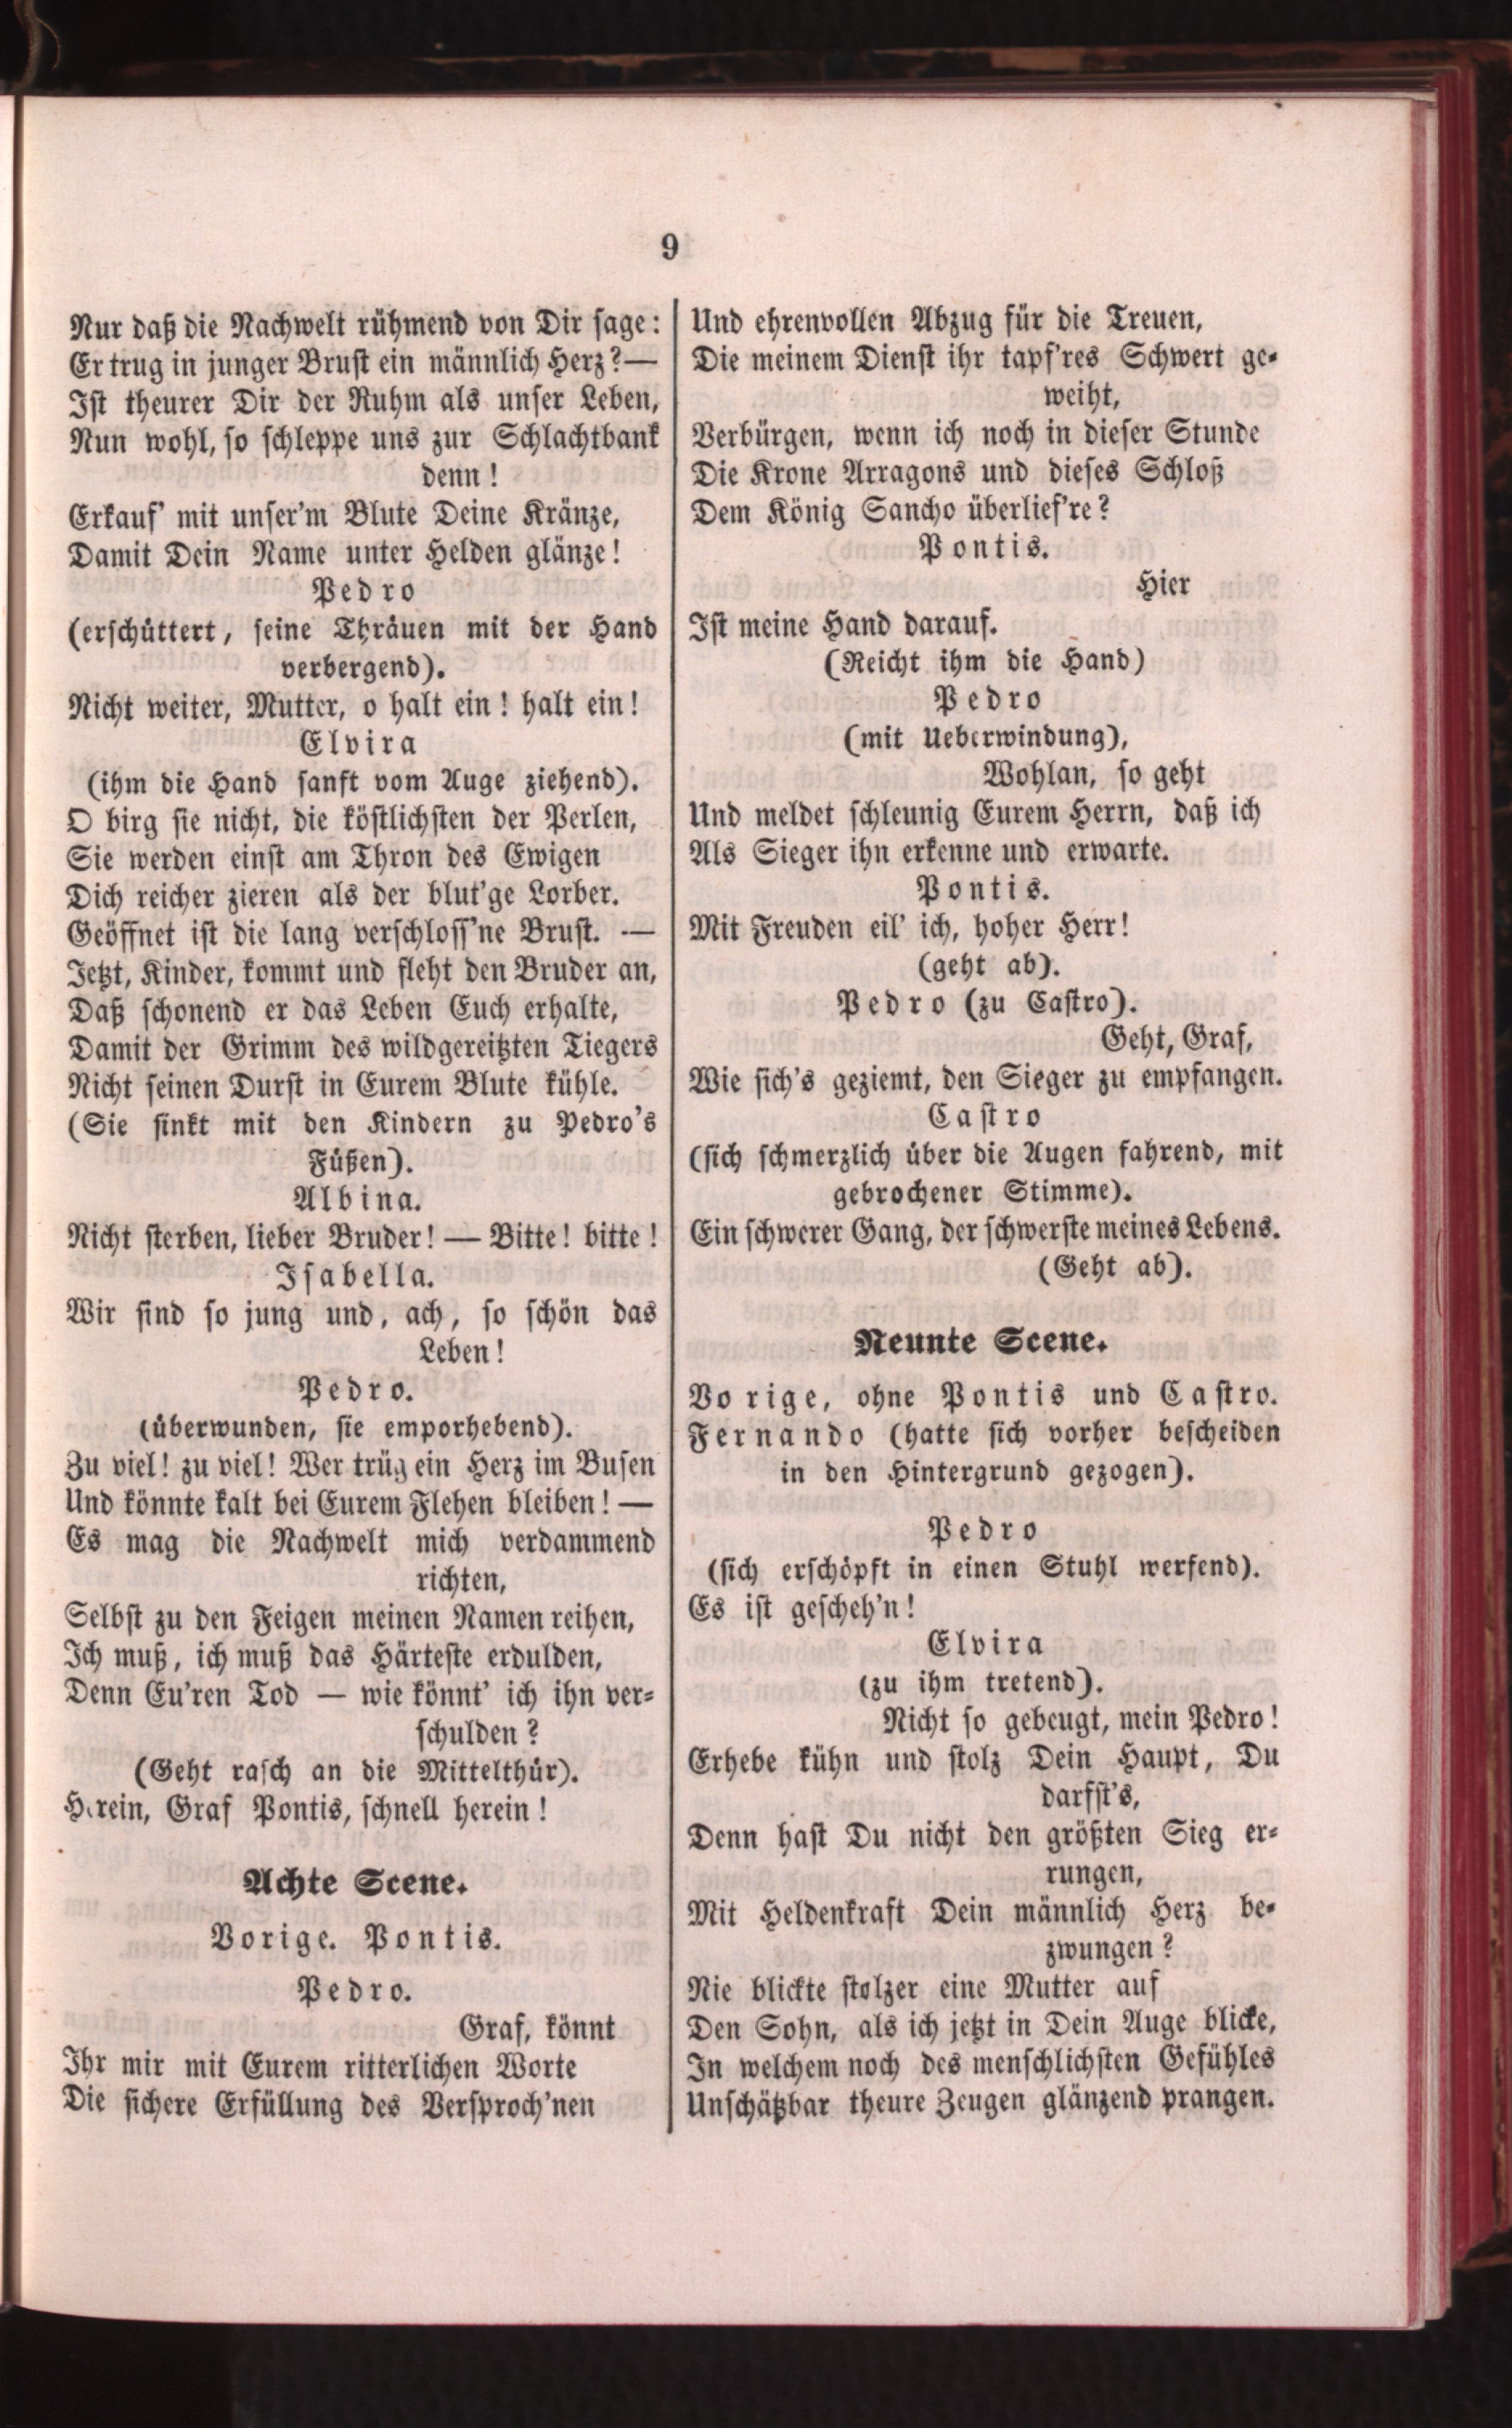 9
Nur daß die Nachwelt rühmend von Dir sage:
Er trug in junger Brust ein männlich Herz?—
Ist theurer Dir der Ruhm als unser Leben,
Nun wohl, so schleppe uns zur Schlachtbank
denn!
Erkauf' mit unser'm Blute Deine Kränze,
Damit Dein Name unter Helden glänze!
Pedro
(erschüttert, seine Thränen mit der Hand
verbergend).
Nicht weiter, Mutter, o halt ein! halt ein!
Elvira
(ihm die Hand sanft vom Auge ziehend).
O birg sie nicht, die köstlichsten der Perlen,
Sie werden einst am Thron des Ewigen
Dich reicher zieren als der blut'ge Lorber.
Geöffnet ist die lang verschloss'ne Brust. —
Jetzt, Kinder, kommt und fleht den Bruder an,
Daß schonend er das Leben Euch erhalte,
Damit der Grimm des wildgereitzten Tiegers
Nicht seinen Durst in Eurem Blute kühle.
(Sie sinkt mit den Kindern zu Pedro's
Füßen).
Albina.
Nicht sterben, lieber Bruder! — Bitte! bitte!
Isabella.
Wir sind so jung und, ach, so schön das
Leben!
Pedro.
(überwunden, sie emporhebend).
Zu viel! zu viel! Wer trüg ein Herz im Busen
Und könnte kalt bei Eurem Flehen bleiben! —
Es mag die Nachwelt mich verdammend
richten,
Selbst zu den Feigen meinen Namen reihen,
Ich muß, ich muß das Härteste erdulden,
Denn Eu'ren Tod — wie könnt' ich ihn ver-
schulden?
(Geht rasch an die Mittelthür).
Herein, Graf Pontis, schnell herein!
Achte Scene.
Vorige. Pontis.
Pedro.
Graf, könnt
Ihr mir mit Eurem ritterlichen Worte
Die sichere Erfüllung des Versproch'nen
Und ehrenvollen Abzug für die Treuen,
Die meinem Dienst ihr tapf'res Schwert ge-
weiht,
Verbürgen, wenn ich noch in dieser Stunde
Die Krone Arragons und dieses Schloß
Dem König Sancho überlief're?
Pontis.
Hier
Ist meine Hand darauf.
(Reicht ihm die Hand)
Pedro
(mit Ueberwindung),
Wohlan, so geht
Und meldet schleunig Eurem Herrn, daß ich
Als Sieger ihn erkenne und erwarte.
Pontis.
Mit Freuden eil' ich, hoher Herr!
(geht ab).
Pedro (zu Castro).
Geht, Graf,
Wie sich's geziemt, den Sieger zu empfangen.
Castro
(sich schmerzlich über die Augen fahrend, mit
gebrochener Stimme).
Ein schwerer Gang, der schwerste meines Lebens.
(Geht ab).
Neunte Scene.
Vorige, ohne Pontis und Castro.
Fernando (hatte sich vorher bescheiden
in den Hintergrund gezogen).
Pedro
(sich erschöpft in einen Stuhl werfend).
Es ist gescheh'n!
Elvira
(zu ihm tretend).
Nicht so gebeugt, mein Pedro!
Erhebe kühn und stolz Dein Haupt, Du
darfst's,
Denn hast Du nicht den größten Sieg er-
rungen,
Mit Heldenkraft Dein männlich Herz be-
zwungen?
Nie blickte stolzer eine Mutter auf
Den Sohn, als ich jetzt in Dein Auge blicke,
In welchem noch des menschlichsten Gefühles
Unschätzbar theure Zeugen glänzend prangen.